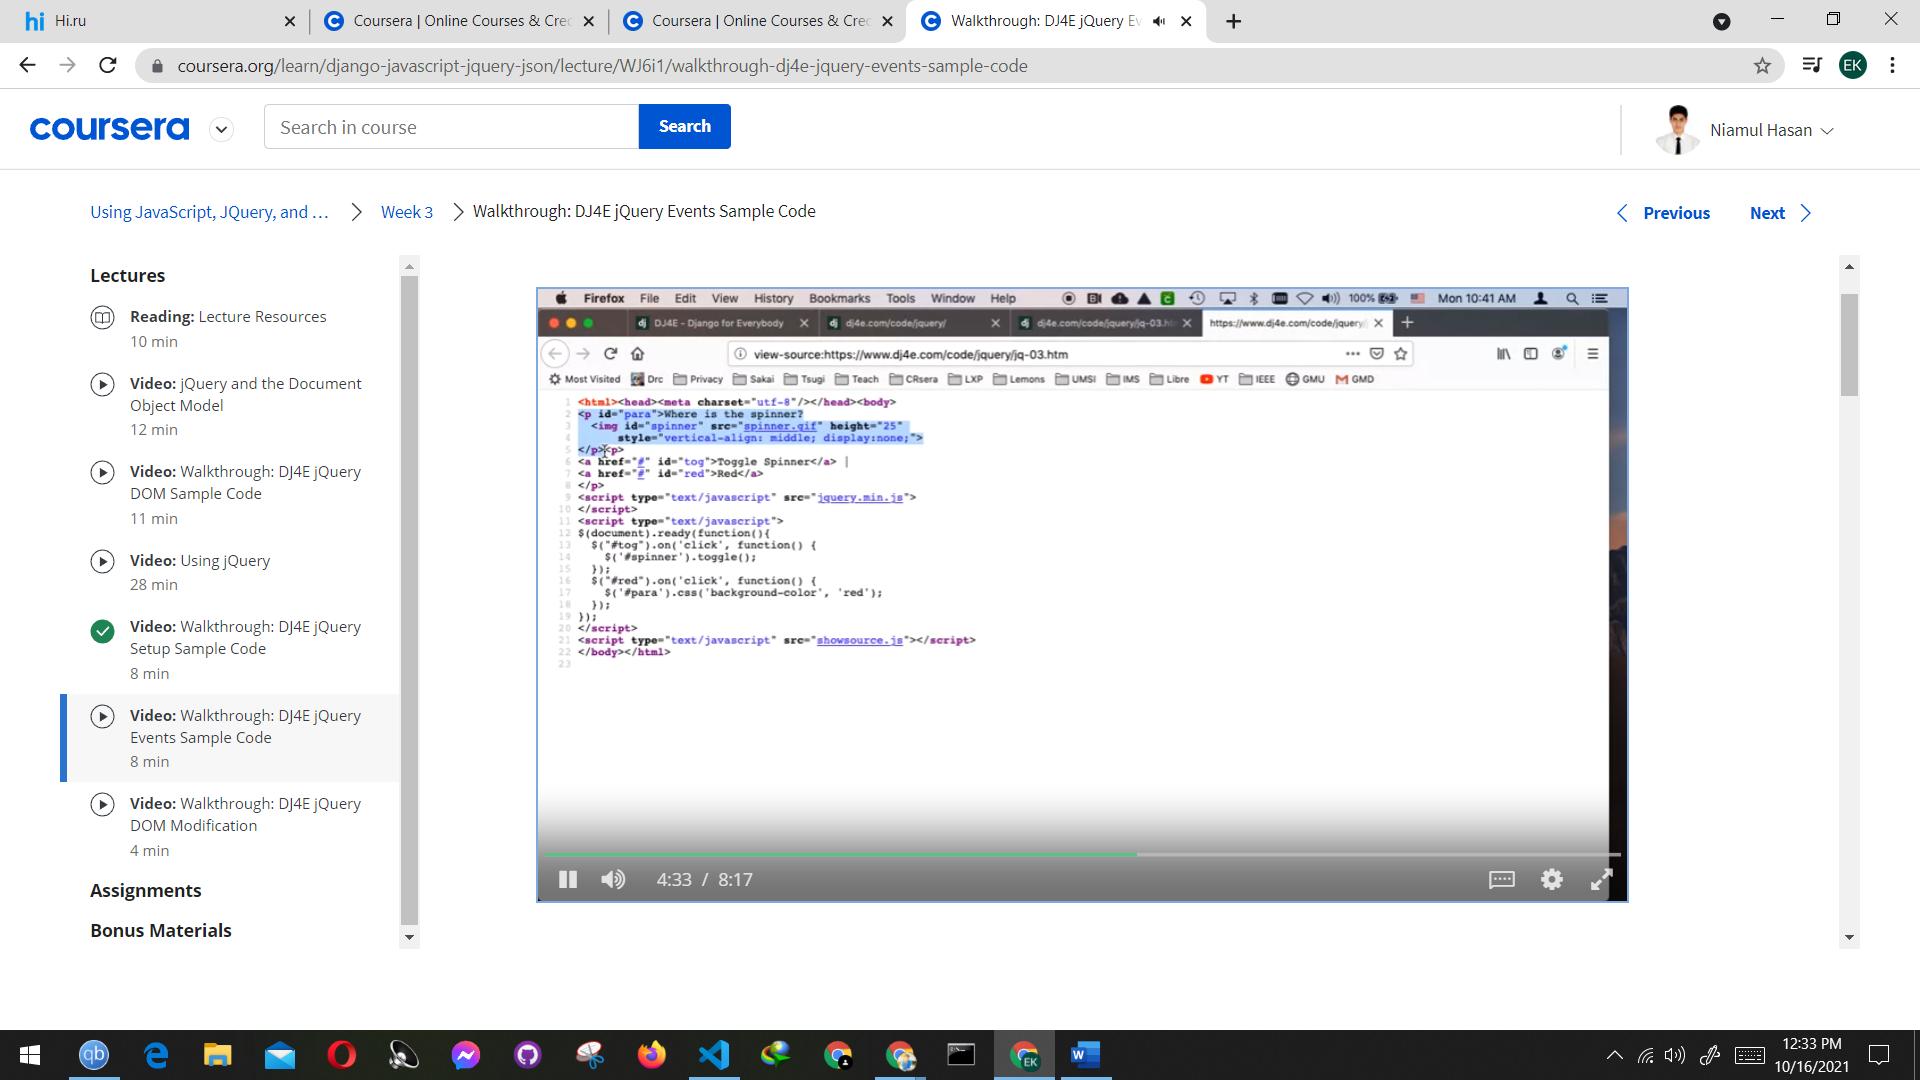 hi Hi.ru
Coursera | Online Courses & Cre
Coursera | Online Courses & Cre
Walkthrough: DJ4E jQuery Ev
coursera.org/learn/django-javascript-jquery-json/lecture/WJ6i1/walkthrough-dj4e-jquery-events-sample-code
EK
coursera
Search in course
Search
Niamul Hasan
Using JavaScript, JQuery, and ...
Week 3
Walkthrough: DJ4E jQuery Events Sample Code
Previous
Next
Lectures
Reading: Lecture Resources
10 min
Video: jQuery and the Document
Object Model
12 min
Video: Walkthrough: DJ4E jQuery
DOM Sample Code
11 min
Video: Using jQuery
28 min
Video: Walkthrough: DJ4E jQuery
Setup Sample Code
8 min
Video: Walkthrough: DJ4E jQuery
Events Sample Code
8 min
Video: Walkthrough: DJ4E jQuery
DOM Modification
4 min
Assignments
Bonus Materials
Firefox File Edit View History Bookmarks Tools Window Help 100% Mon 10:41 AM
dj DJ4E - Django for Everybody
dj dj4e.com/code/jquery/
dj dj4e.com/code/jquery/jq-03.h
https://www.dj4e.com/code/jquery/
view-source:https://www.dj4e.com/code/jquery/jq-03.htm
Most Visited Drc Privacy Sakai Tsugi Teach CRsera LXP Lemons UMSI IMS Libre YT IEEE GMU GMD
1 <html><head><meta charset="utf-8"/></head><body>
2 <p id="para">Where is the spinner?
3 <img id="spinner" src="spinner.gif" height="25"
4 style="vertical-align: middle; display:none;">
5 </p><p>
6 <a href="#" id="tog">Toggle Spinner</a> |
7 <a href="#" id="red">Red</a>
8 </p>
9 <script type="text/javascript" src="jquery.min.js">
10 </script>
11 <script type="text/javascript">
12 $(document).ready(function(){
13 $("#tog").on('click', function() {
14 $('#spinner').toggle();
15 });
16 $("#red").on('click', function() {
17 $('#para').css('background-color', 'red');
18 });
19 });
20 </script>
21 <script type="text/javascript" src="showsource.js"></script>
22 </body></html>
23
4:33 / 8:17
qb
EK
W
12:33 PM
10/16/2021